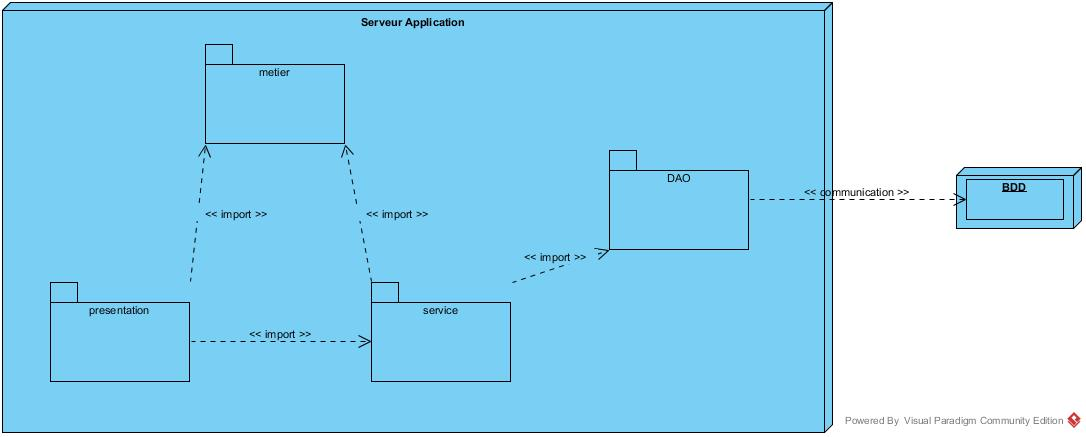 Serveur Application
metier
DAO
<< communication >>
BDD
<< import >>
<< import >>
<< import >>
presentation
service
<< import >>
Powered By Visual Paradigm Community Edition